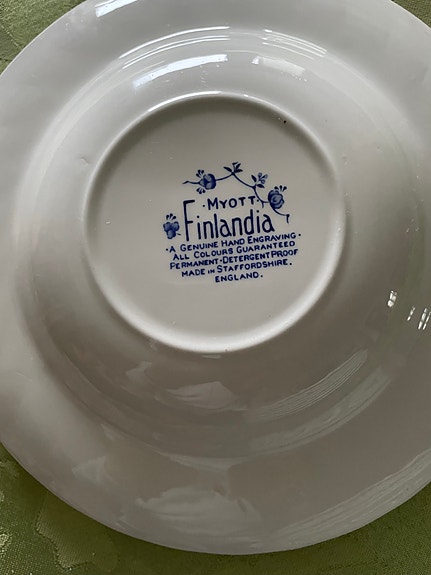 ·MYOTT·
Finlandia
·A GENUINE HAND ENGRAVING·
ALL COLOURS GUARANTEED
PERMANENT·DETERGENT PROOF
MADE IN STAFFORDSHIRE.
ENGLAND.